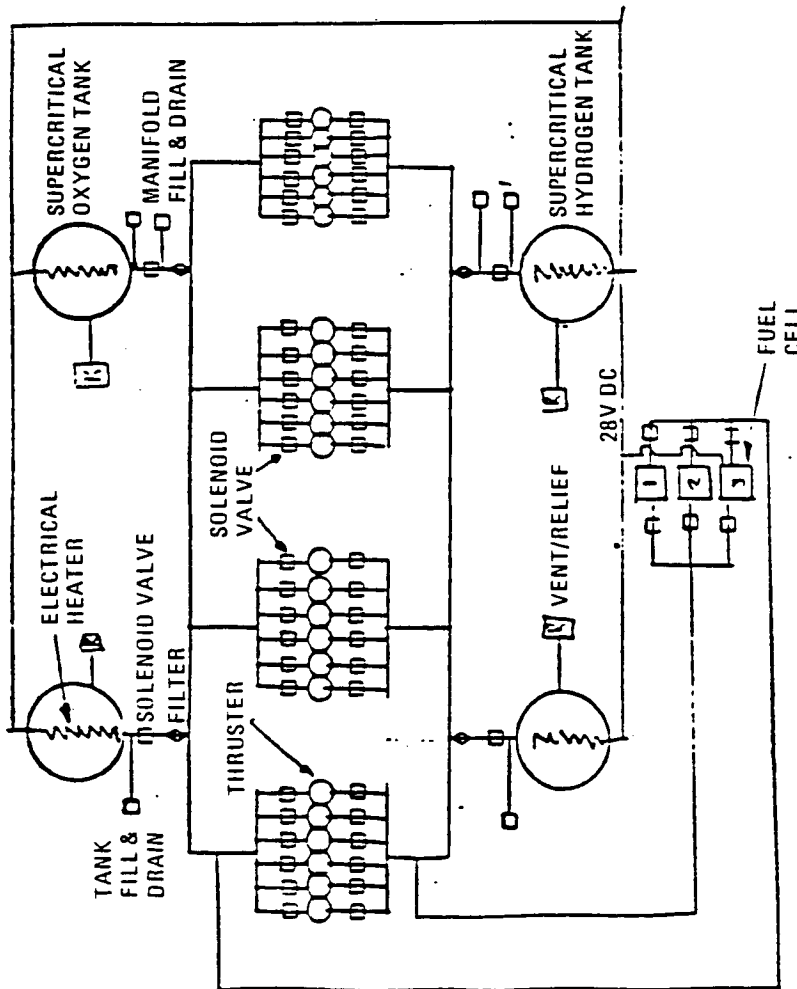 SUPERCRITICAL
OXYGEN TANK
MANIFOLD
FILL & DRAIN
ELECTRICAL
HEATER
SOLENOID VALVE
FILTER
TANK
FILL &
DRAIN
SOLENOID
VALVE
THRUSTER
SUPERCRITICAL
HYDROGEN TANK
VENT/RELIEF
28V DC
1
2
3
FUEL
CELL